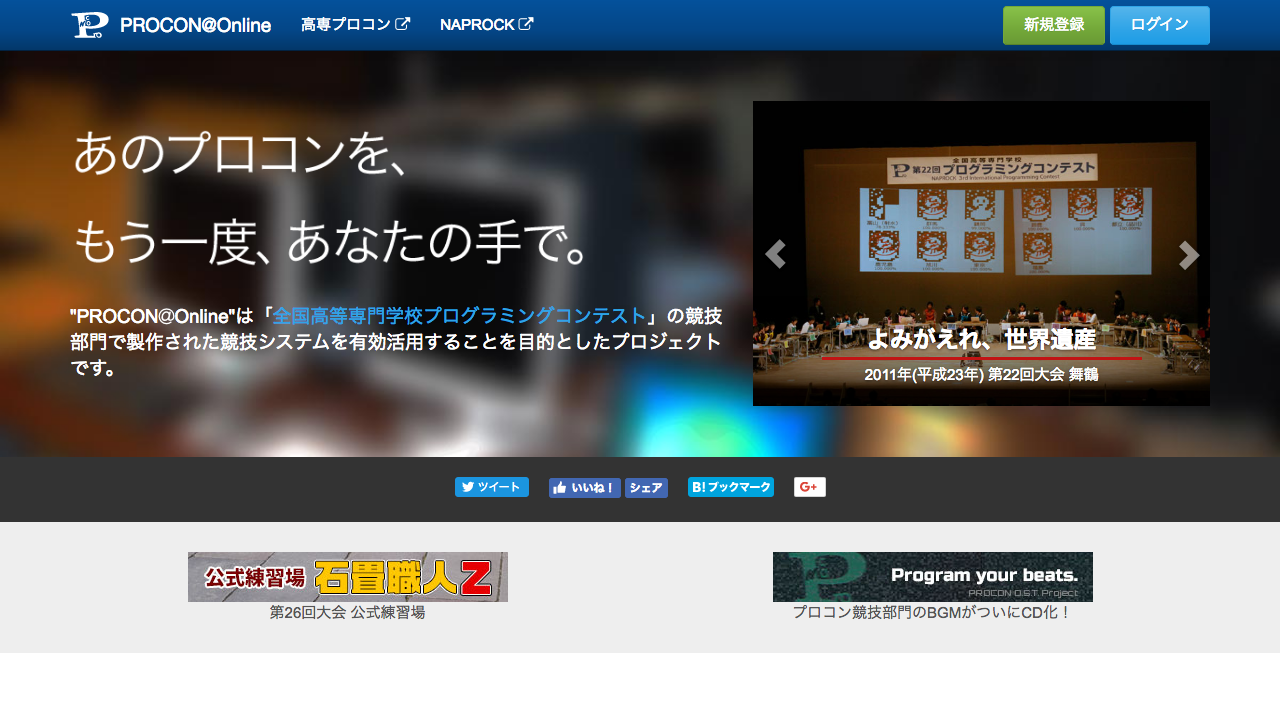 PROCON@Online
高専プロコン
NAPROCK
新規登録
ログイン
あのプロコンを、
もう一度、あなたの手で。
"PROCON@Online"は「全国高等専門学校プログラミングコンテスト」の競技
部門で製作された競技システムを有効活用することを目的としたプロジェクト
です。
全国高等専門学校
第22回 プログラミングコンテスト
NAPROCK 3rd International Programming Contest
よみがえれ、世界遺産
2011年(平成23年) 第22回大会 舞鶴
ツイート
いいね！
シェア
B! ブックマーク
G+
公式練習場 石畳職人Z
第26回大会 公式練習場
Program your beats.
PROCON O.S.T. Project
プロコン競技部門のBGMがついにCD化！